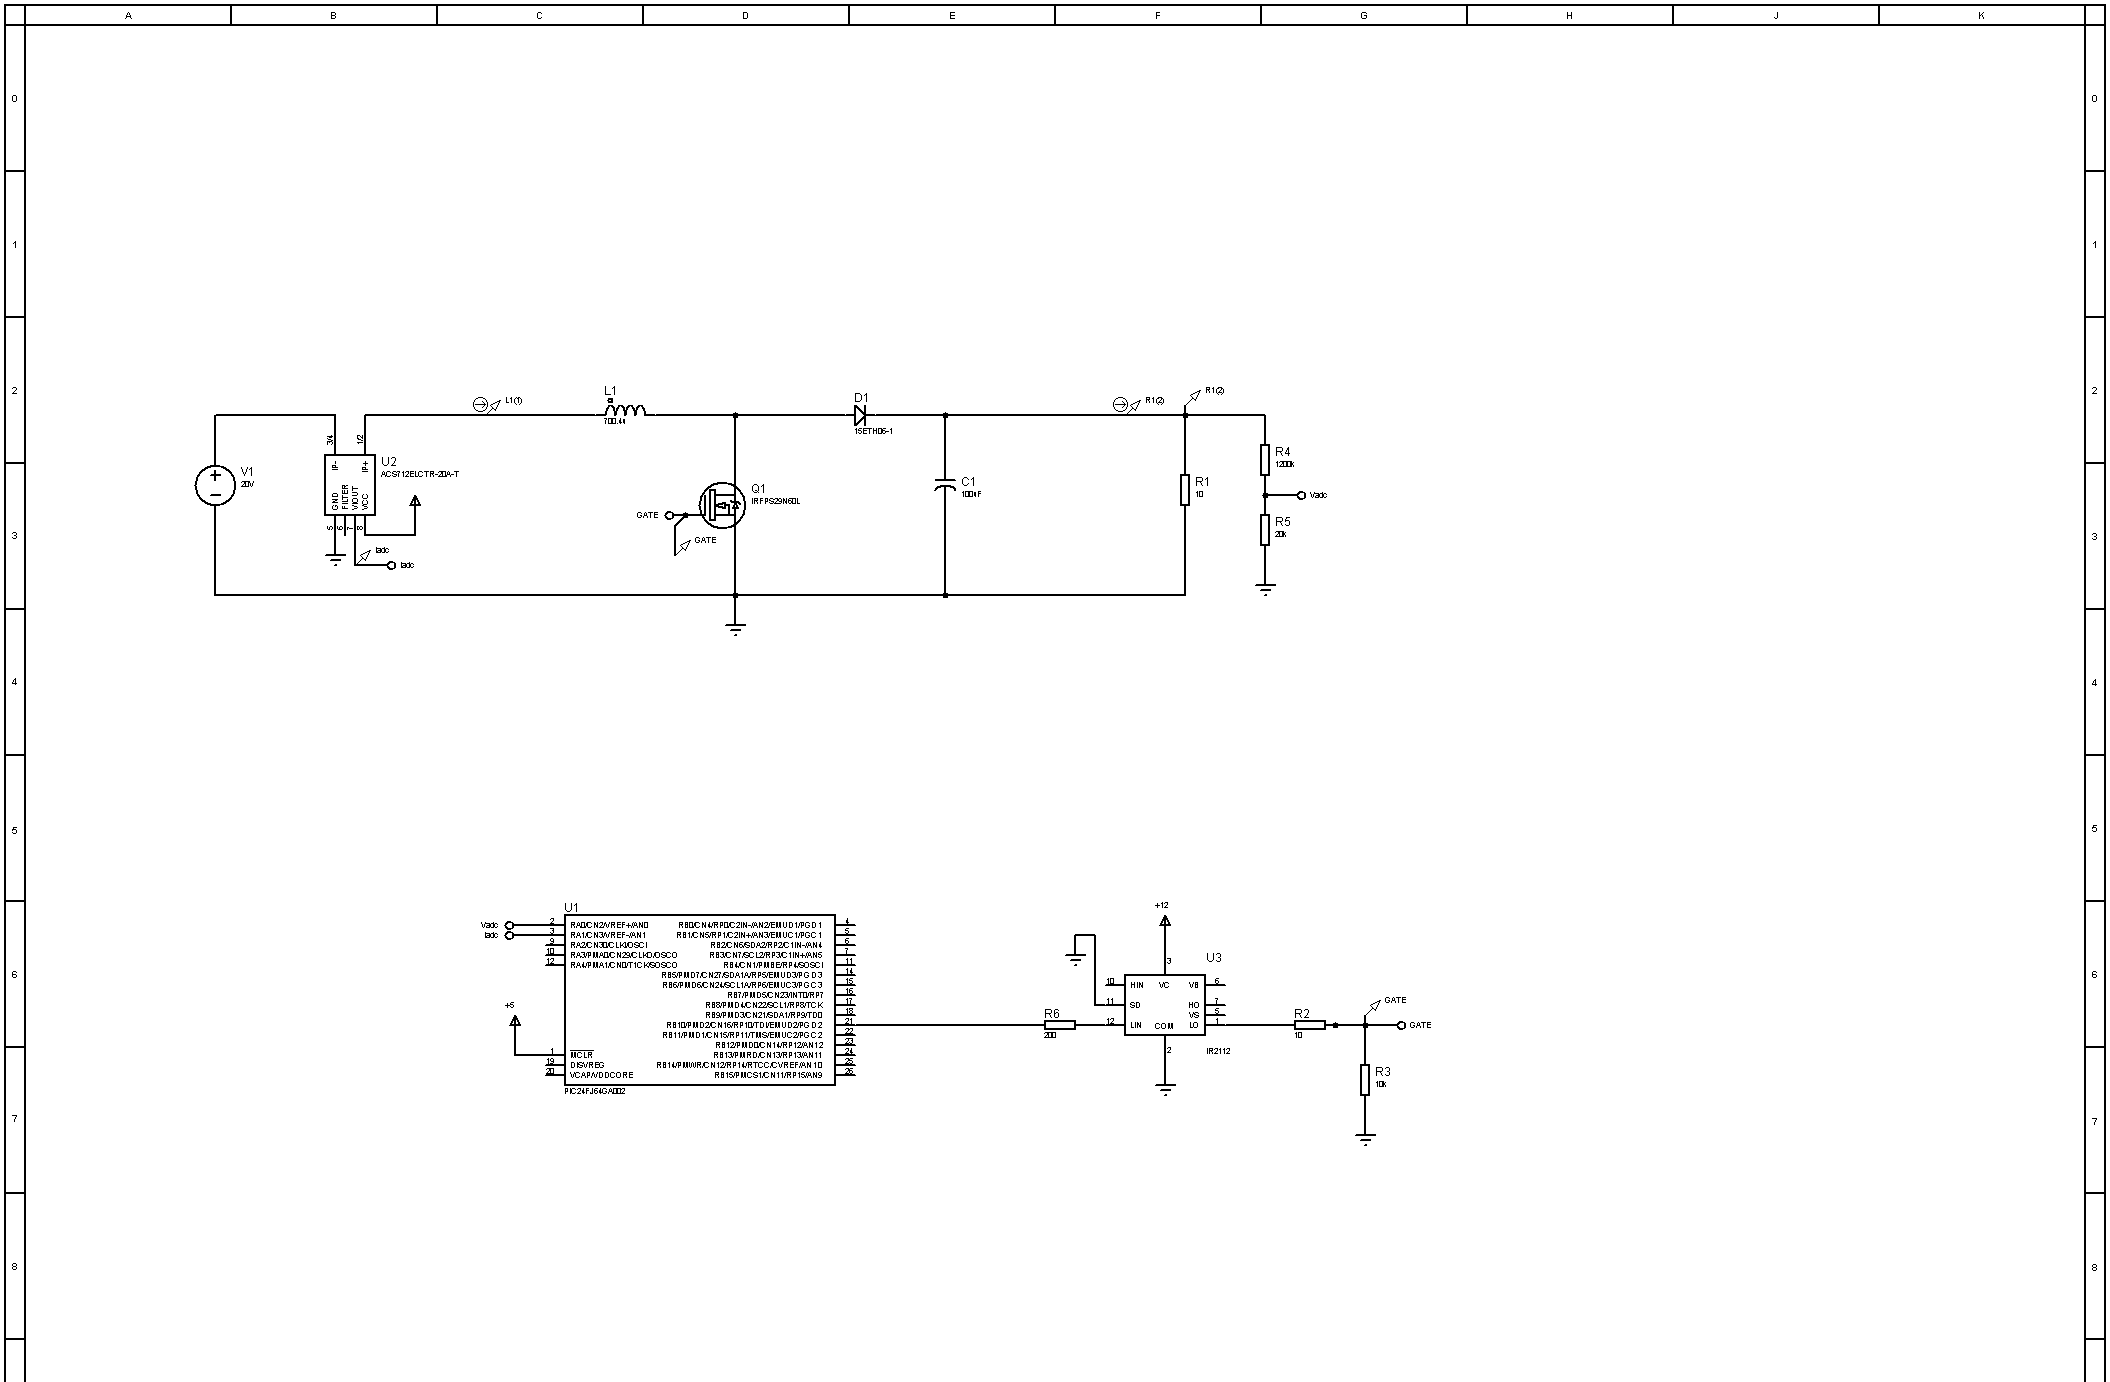 A B C D E F G H J K
0 0
1 1
2 2
3 3
4 4
5 5
6 6
7 7
8 8
L1(1)
L1
D1
15ETH06-1
R1(2)
R1(2)
V1
20V
3/4
1/2
IP-
IP+
U2
ACS712ELCTR-20A-T
GND
FILTER
VIOUT
VCC
5
6
7
8
Iadc
Iadc
GATE
GATE
Q1
IRFPS29N60L
C1
R1
10
R4
1200k
Vadc
R5
20k
U1
Vadc
Iadc
2 RA0/CN2/VREF+/AN0
3 RA1/CN3/VREF-/AN1
9 RA2/CN30/CLKI/OSCI
10 RA3/PMA0/CN29/CLKO/OSCO
12 RA4/PMA1/CN0/T1CK/SOSCO
+5
1 MCLR
19 DISVREG
20 VCAP/VDDCORE
RB0/CN4/RP0/C2IN-/AN2/EMUD1/PGD1 4
RB1/CN5/RP1/C2IN+/AN3/EMUC1/PGC1 5
RB2/CN6/SDA2/RP2/C1IN-/AN4 6
RB3/CN7/SCL2/RP3/C1IN+/AN5 7
RB4/CN1/PMBE/RP4/SOSCI 11
RB5/PMD7/CN27/SDA1A/RP5/EMUD3/PGD3 14
RB6/PMD6/CN24/SCL1A/RP6/EMUC3/PGC3 15
RB7/PMD5/CN23/INT0/RP7 16
RB8/PMD4/CN22/SCL1/RP8/TCK 17
RB9/PMD3/CN21/SDA1/RP9/TDO 18
RB10/PMD2/CN16/RP10/TDI/EMUD2/PGD2 21
RB11/PMD1/CN15/RP11/TMS/EMUC2/PGC2 22
RB12/PMD0/CN14/RP12/AN12 23
RB13/PMRD/CN13/RP13/AN11 24
RB14/PMWR/CN12/RP14/RTCC/CVREF/AN10 25
RB15/PMCS1/CN11/RP15/AN9 26
PIC24FJ64GA002
R6
200
+12
3
U3
10 HIN VC VB 6
11 SD HO 7
VS 5
12 LIN COM LO 1
2
IR2112
R2
10
GATE
GATE
R3
10k